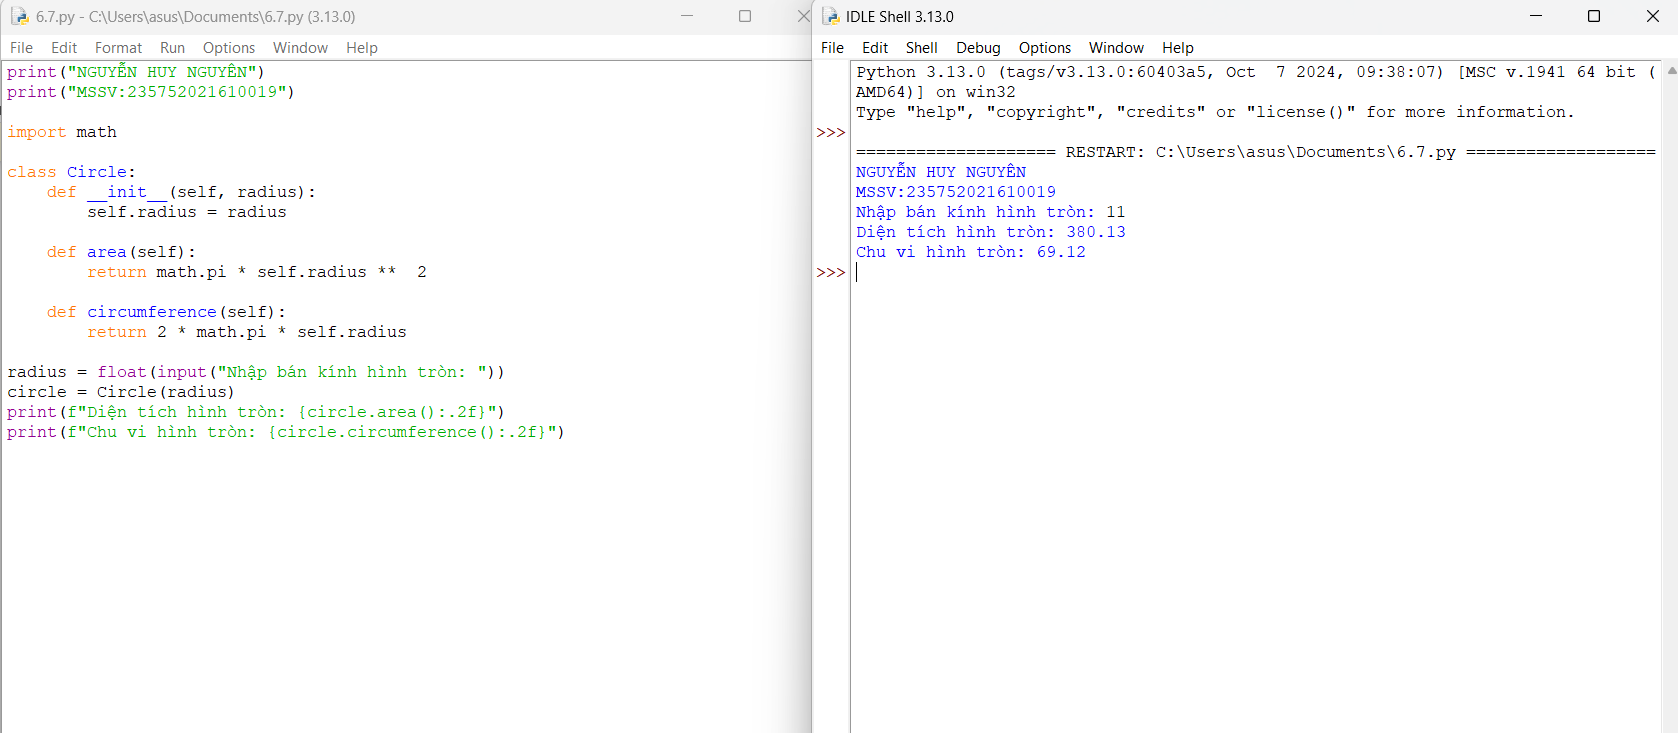 6.7.py - C:\Users\asus\Documents\6.7.py (3.13.0)
File Edit Format Run Options Window Help
print("NGUYỄN HUY NGUYÊN")
print("MSSV:235752021610019")
import math
class Circle:
    def __init__(self, radius):
        self.radius = radius
    def area(self):
        return math.pi * self.radius **  2
    def circumference(self):
        return 2 * math.pi * self.radius
radius = float(input("Nhập bán kính hình tròn: "))
circle = Circle(radius)
print(f"Diện tích hình tròn: {circle.area():.2f}")
print(f"Chu vi hình tròn: {circle.circumference():.2f}")
IDLE Shell 3.13.0
File Edit Shell Debug Options Window Help
Python 3.13.0 (tags/v3.13.0:60403a5, Oct  7 2024, 09:38:07) [MSC v.1941 64 bit (
AMD64)] on win32
Type "help", "copyright", "credits" or "license()" for more information.
>>>
==================== RESTART: C:\Users\asus\Documents\6.7.py ===================
NGUYỄN HUY NGUYÊN
MSSV:235752021610019
Nhập bán kính hình tròn: 11
Diện tích hình tròn: 380.13
Chu vi hình tròn: 69.12
>>>